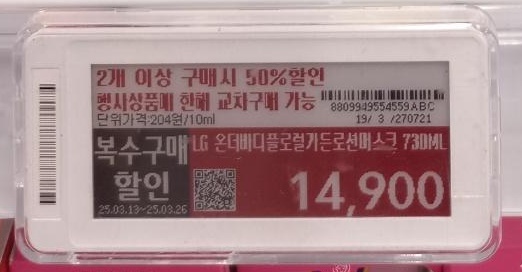 2개 이상 구매시 50%할인
행사상품에 한해 교차구매 가능
8809949554559ABC
단위가격:204원/10ml
19/ 3 /270721
복수구매
할인
25.03.13~25.03.26
LG 온더바디플로럴가든로션머스크 730ML
14,900